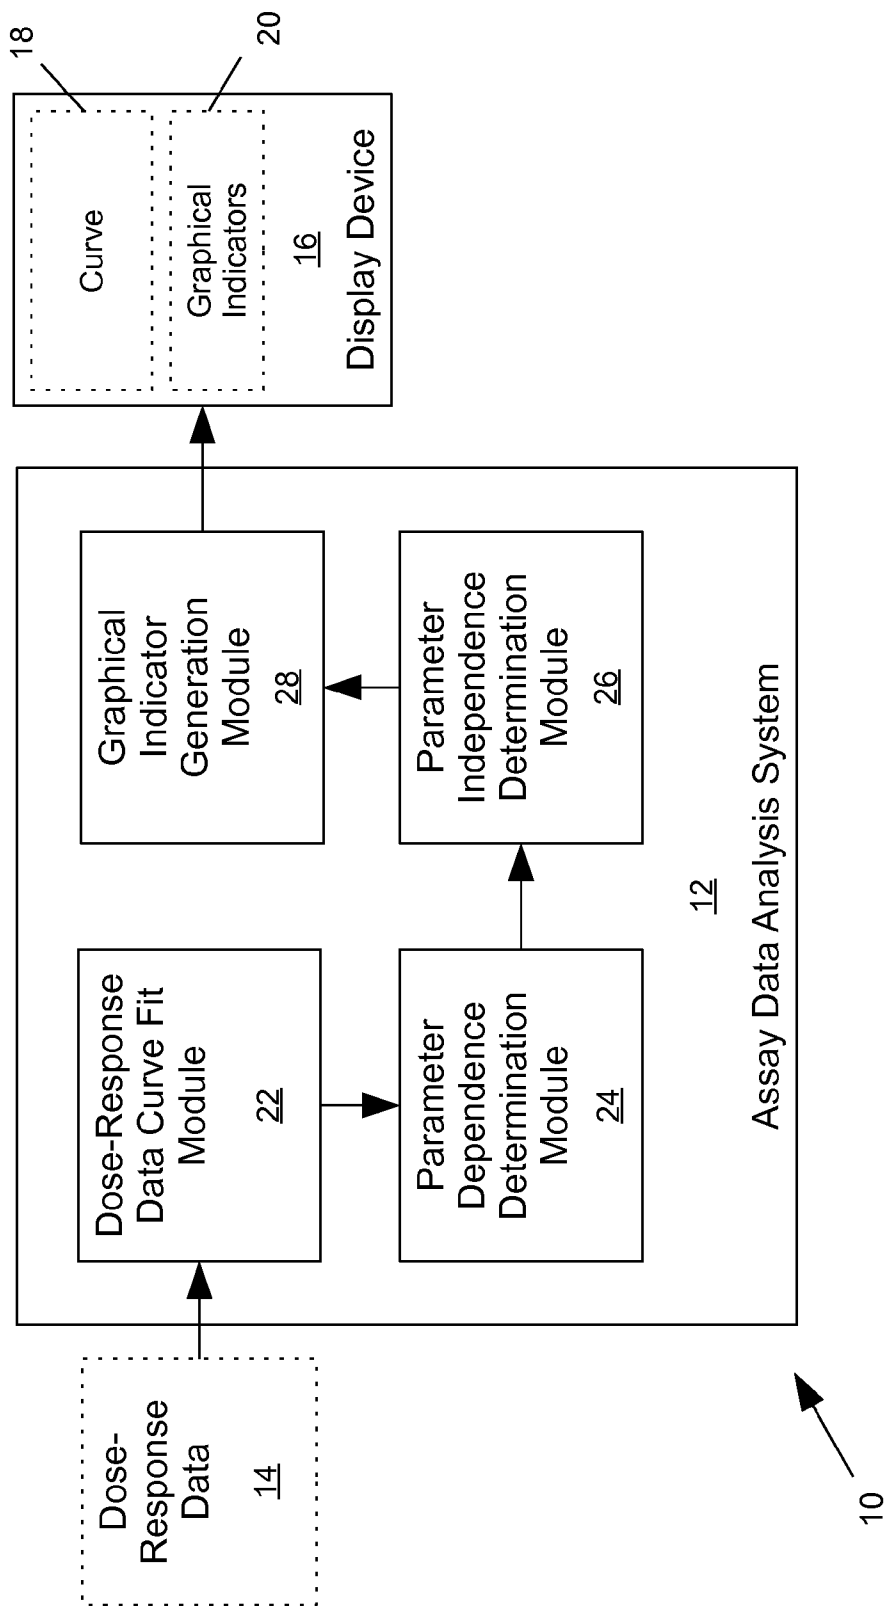 Dose-
Response
Data
14
Dose-Response
Data Curve Fit
Module
22
Parameter
Dependence
Determination
Module
24
Parameter
Independence
Determination
Module
26
Graphical
Indicator
Generation
Module
28
12
Assay Data Analysis System
Curve
18
Graphical
Indicators
20
16
Display Device
10